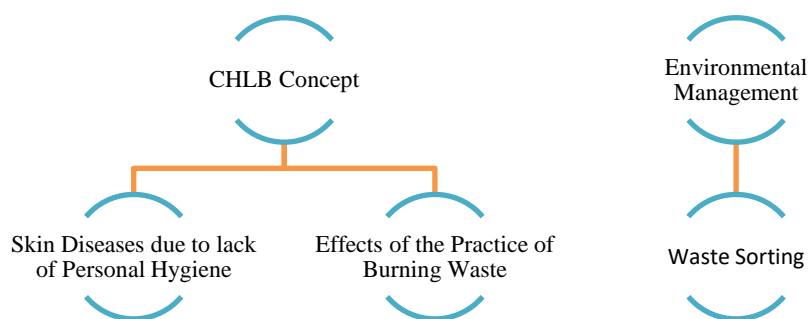 CHLB Concept
Environmental
Management
Skin Diseases due to lack
of Personal Hygiene
Effects of the Practice of
Burning Waste
Waste Sorting